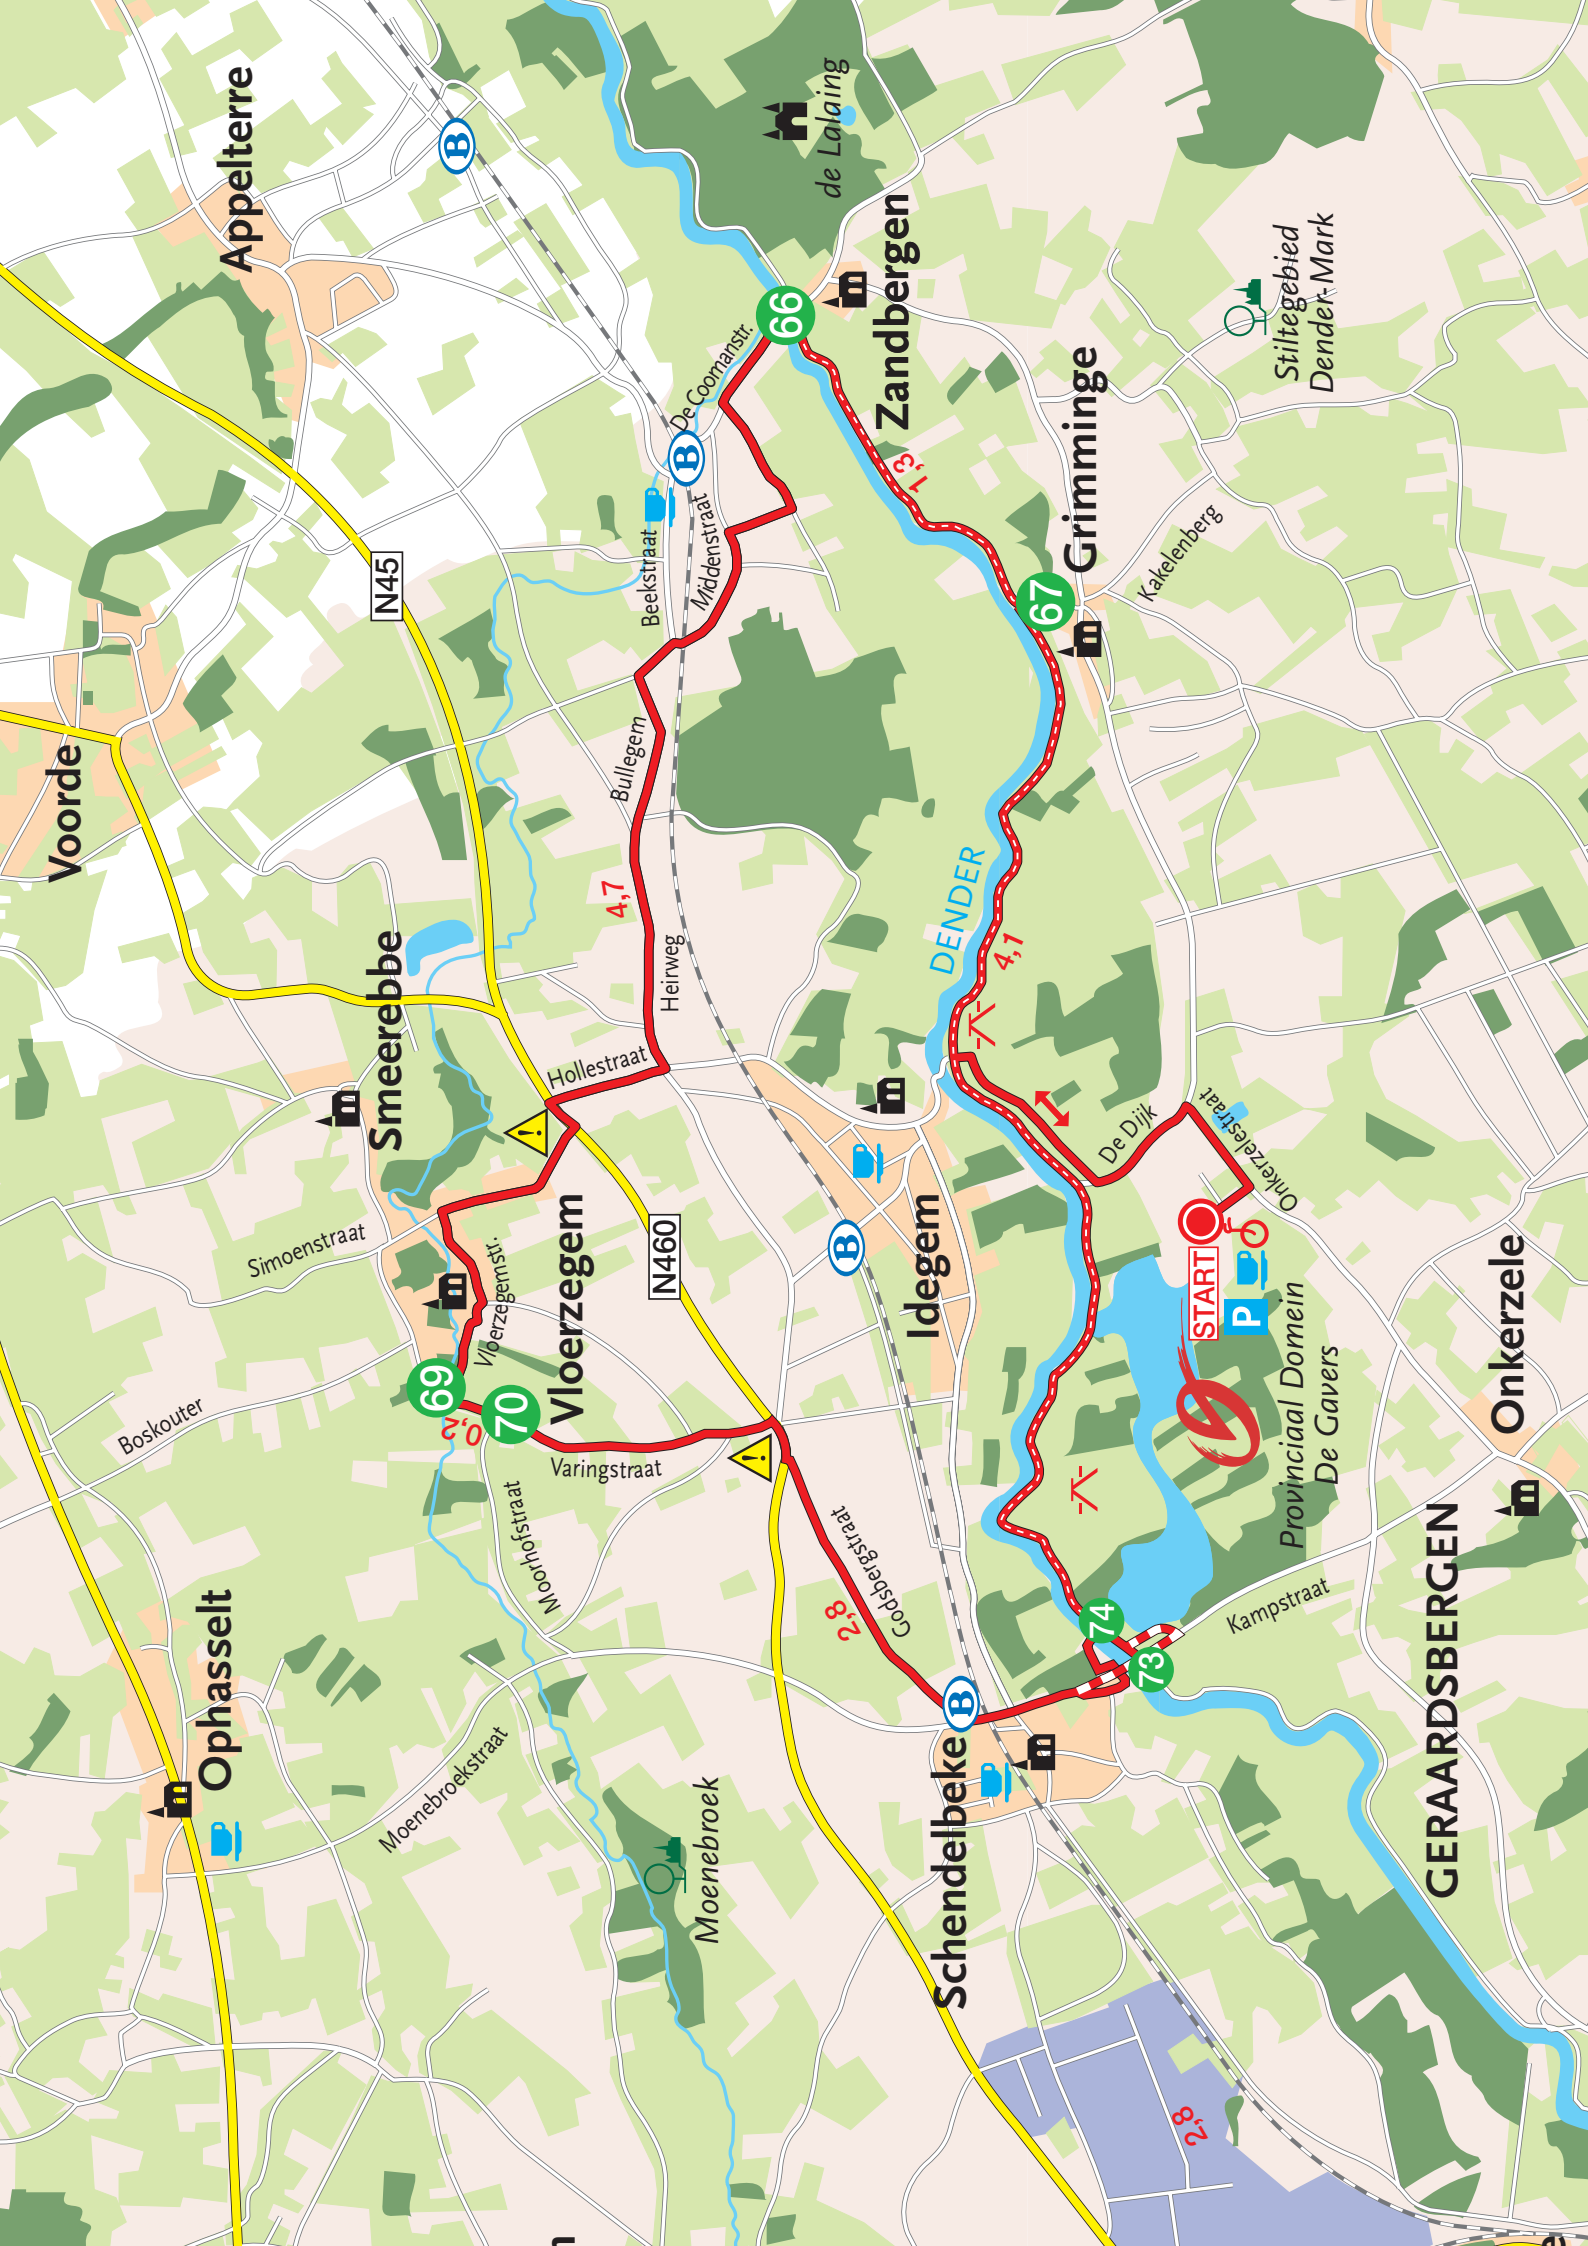 Appelterre
B
de Lalaing
Zandbergen
66
De Coomanstr.
B
Stiltegebied
Dender-Mark
Grimminge
1,3
67
Kakelenberg
N45
Beekstraat
Middenstraat
Voorde
Bullegem
4,7
Heirweg
DENDER
4,1
Smeerebbe
Hollestraat
!
De Dijk
Onkerzelestraat
START
P
Provinciaal Domein
De Gavers
Idegem
B
N460
Simoenstraat
Vloerzegemstr.
Vloerzegem
69
0,2
70
Boskouter
Varingstraat
!
Moorhofstraat
Godsbergstraat
2,8
Onkerzele
GERAARDSBERGEN
Kampstraat
74
73
B
Schendelbeke
Ophasselt
Moenebroekstraat
Moenebroek
2,8
n
e